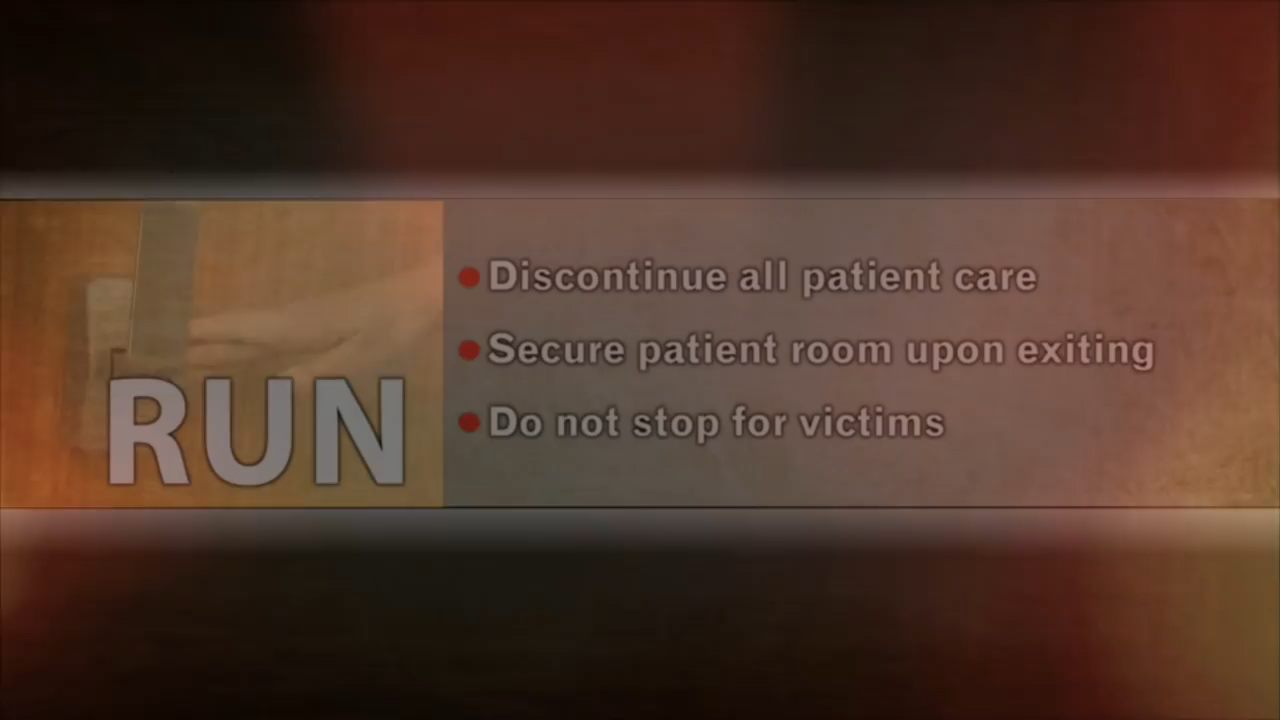 RUN
Discontinue all patient care
Secure patient room upon exiting
Do not stop for victims